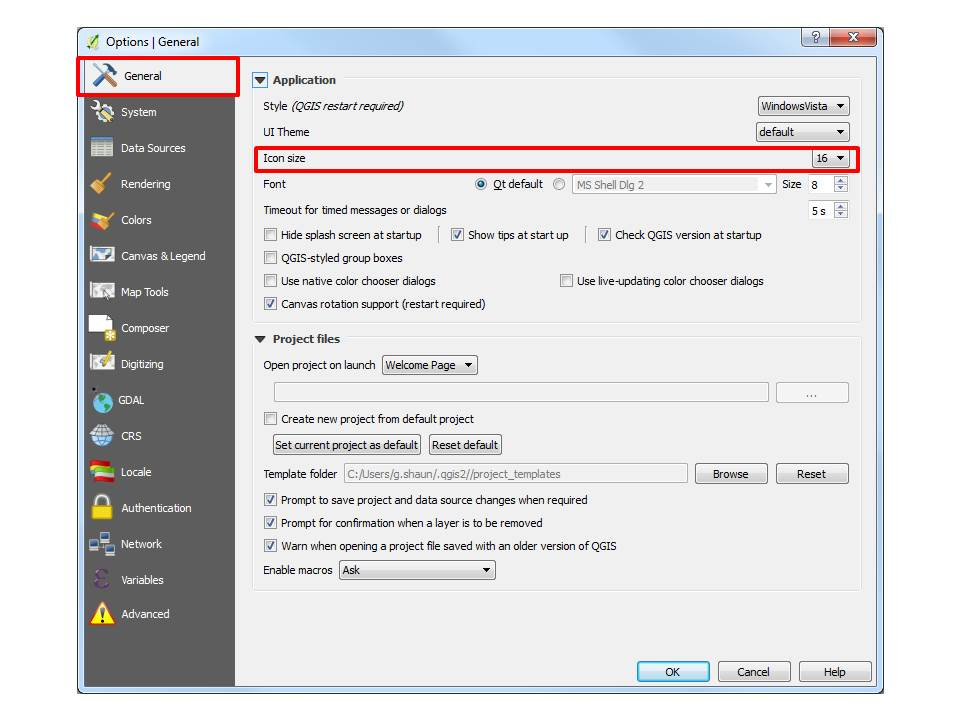 Options | General
?
General
System
Data Sources
Rendering
Colors
Canvas & Legend
Map Tools
Composer
Digitizing
GDAL
CRS
Locale
Authentication
Network
Variables
Advanced
Application
Style (QGIS restart required) WindowsVista
UI Theme default
Icon size 16
Font Qt default MS Shell Dlg 2 Size 8
Timeout for timed messages or dialogs 5 s
Hide splash screen at startup Show tips at start up Check QGIS version at startup
QGIS-styled group boxes
Use native color chooser dialogs Use live-updating color chooser dialogs
Canvas rotation support (restart required)
Project files
Open project on launch Welcome Page
...
Create new project from default project
Set current project as default Reset default
Template folder C:/Users/g.shaun/.qgis2//project_templates Browse Reset
Prompt to save project and data source changes when required
Prompt for confirmation when a layer is to be removed
Warn when opening a project file saved with an older version of QGIS
Enable macros Ask
OK Cancel Help